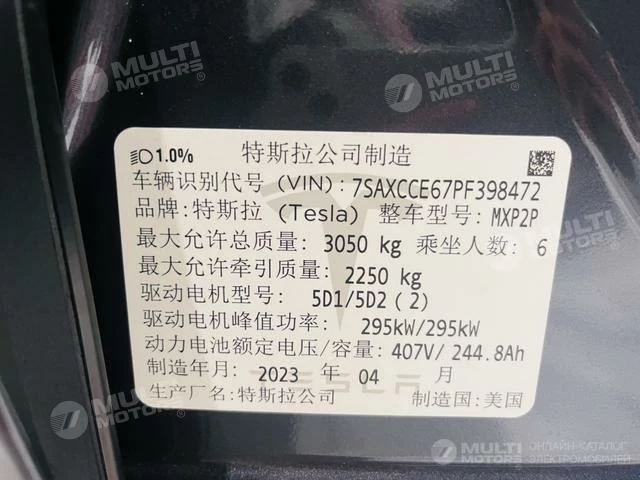 MULTI MOTORS®
MULTI MOTORS®
1.0% 特斯拉公司制造
车辆识别代号（VIN）: 7SAXCCE67PF398472
品牌: 特斯拉（Tesla） 整车型号: MXP2P
最大允许总质量: 3050 kg 乘坐人数: 6
最大允许牵引质量: 2250 kg
驱动电机型号: 5D1/5D2 (2)
驱动电机峰值功率: 295kW/295kW
动力电池额定电压/容量: 407V/244.8Ah
制造年月: 2023 年 04 月
TESLA
生产厂名: 特斯拉公司 制造国: 美国
MULTI MOTORS®
MULTI MOTORS
ОНЛАЙН-КАТАЛОГ
ЭЛЕКТРОМОБИЛЕЙ